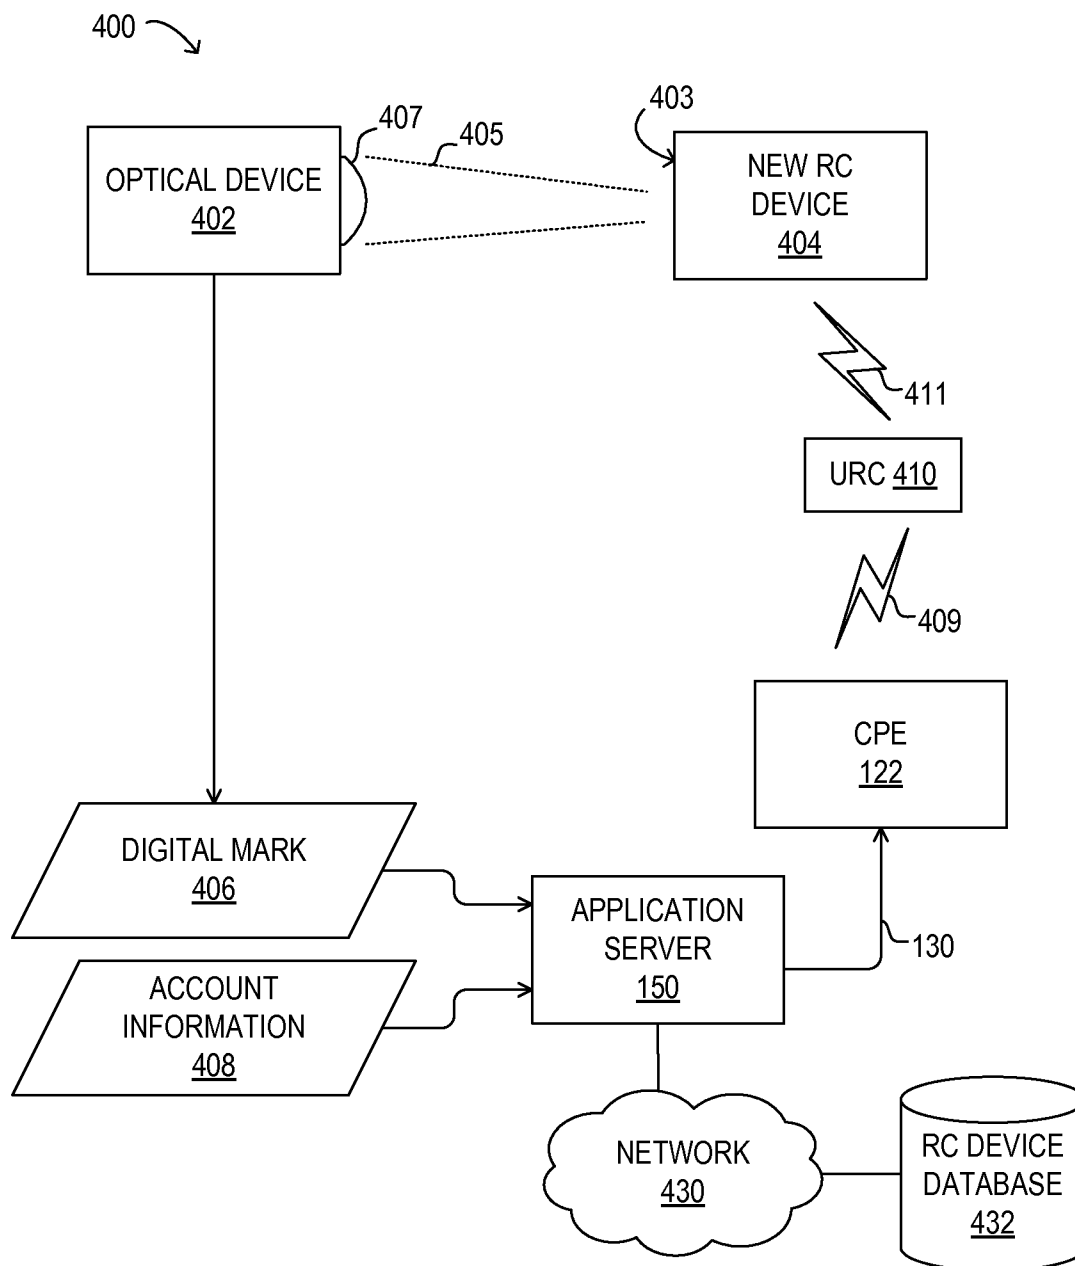 400
407
405
403
OPTICAL DEVICE
402
NEW RC
DEVICE
404
411
URC 410
409
CPE
122
DIGITAL MARK
406
APPLICATION
SERVER
150
130
ACCOUNT
INFORMATION
408
NETWORK
430
RC DEVICE
DATABASE
432